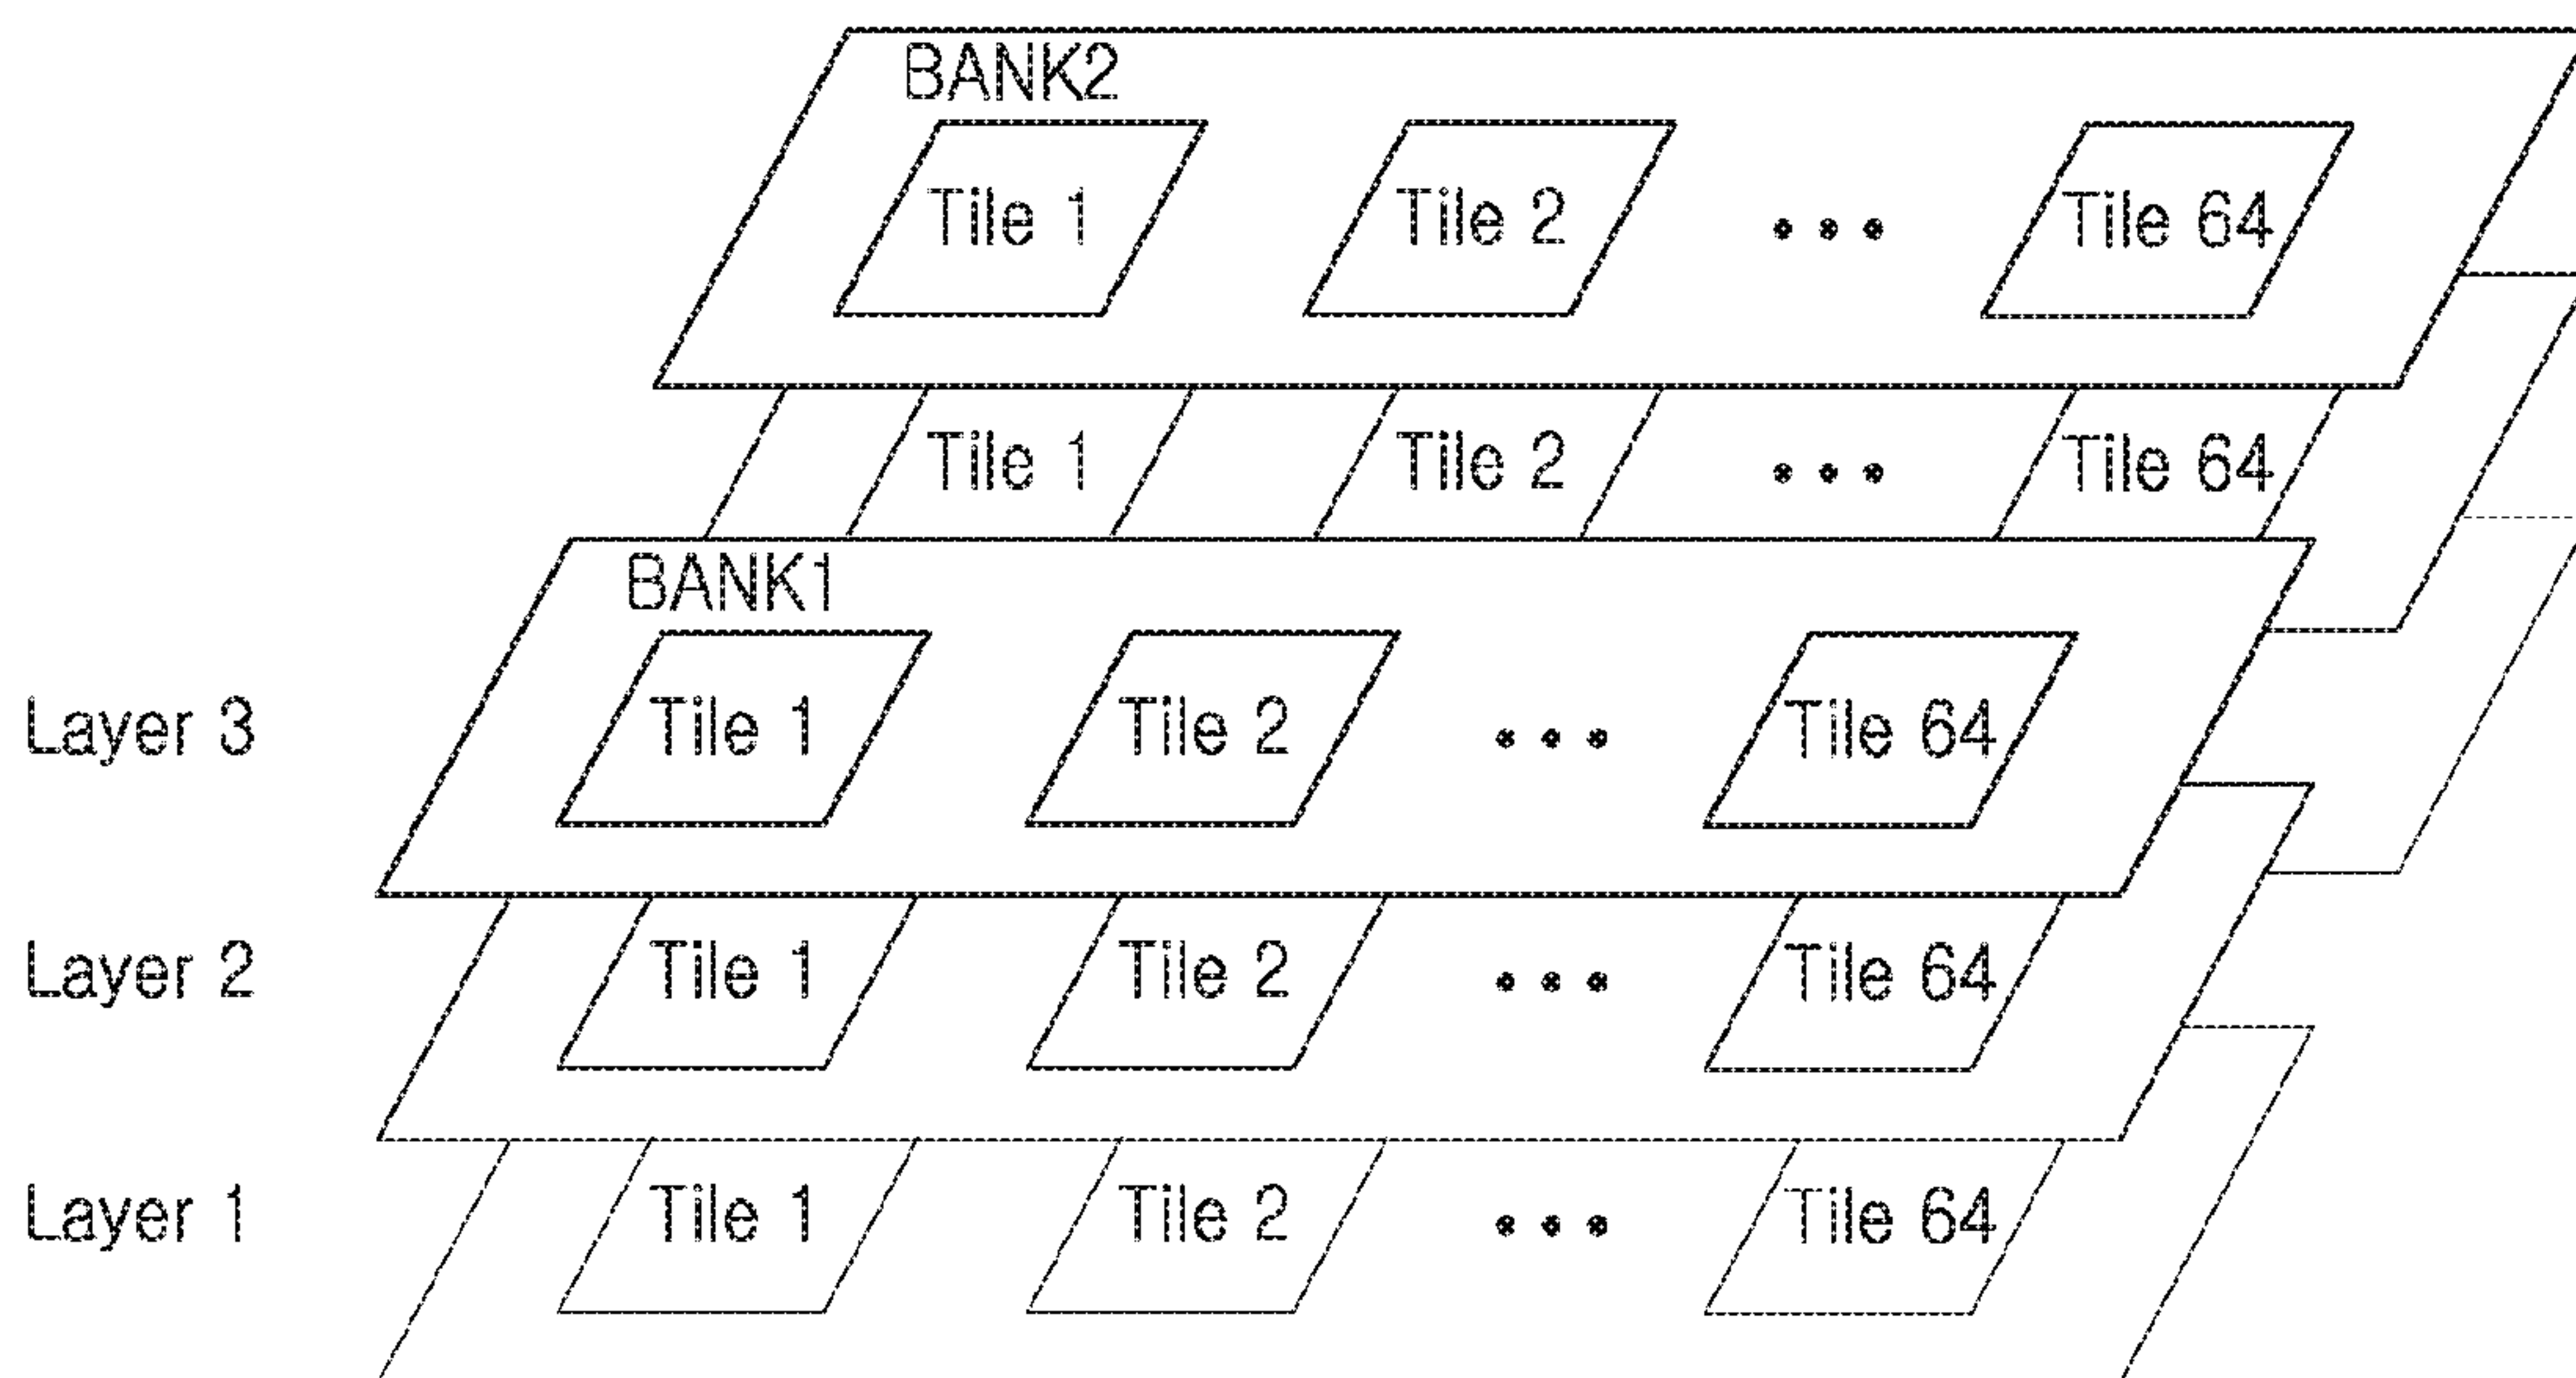 BANK2
Tile 1 Tile 2 ••• Tile 64
Tile 1 Tile 2 ••• Tile 64
BANK1
Layer 3 Tile 1 Tile 2 ••• Tile 64
Layer 2 Tile 1 Tile 2 ••• Tile 64
Layer 1 Tile 1 Tile 2 ••• Tile 64